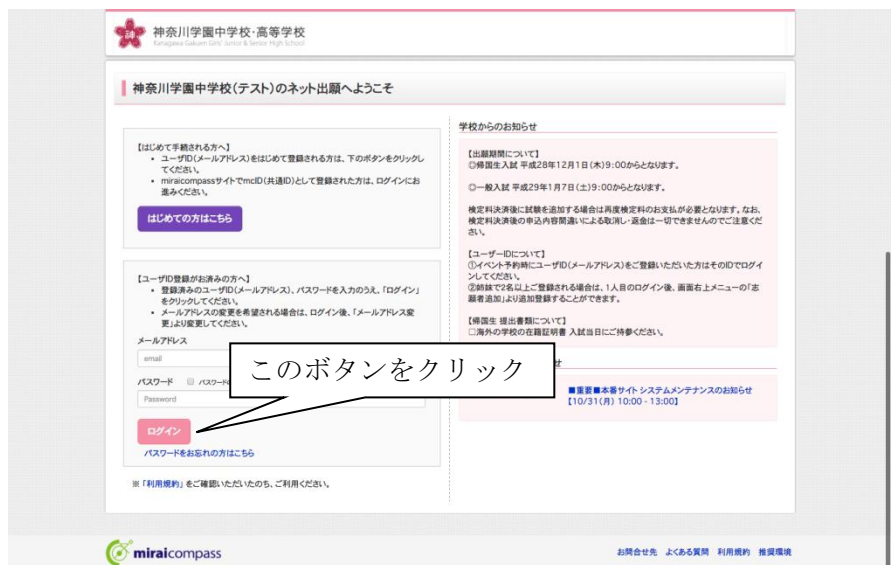 神奈川学園中学校・高等学校
Kanagawa Gakuen Girls' Junior & Senior High School
神奈川学園中学校(テスト)のネット出願へようこそ
【はじめて手続される方へ】
• ユーザID(メールアドレス)をはじめて登録される方は、下のボタンをクリックし
てください。
• miraicompassサイトでmcID(共通ID)として登録された方は、ログインにお
進みください。
はじめての方はこちら
【ユーザID登録がお済みの方へ】
• 登録済みのユーザID(メールアドレス)、パスワードを入力のうえ、「ログイン」
をクリックしてください。
• メールアドレスの変更を希望される場合は、ログイン後、「メールアドレス変
更」より変更してください。
メールアドレス
email
パスワード □ パスワードの
Password
ログイン
パスワードをお忘れの方はこちら
※「利用規約」をご確認いただいたのち、ご利用ください。
このボタンをクリック
学校からのお知らせ
【出願期間について】
◎帰国生入試 平成28年12月1日(木)9:00からとなります。
◎一般入試 平成29年1月7日(土)9:00からとなります。
検定料決済後に試験を追加する場合は再度検定料のお支払が必要となります。なお、
検定料決済後の申込内容間違いによる取消し・返金は一切できませんのでご注意くだ
さい。
【ユーザーIDについて】
①イベント予約時にユーザID(メールアドレス)をご登録いただいた方はそのIDでログイ
ンしてください。
②姉妹で2名以上ご登録される場合は、1人目のログイン後、画面右上メニューの「志
願者追加」より追加登録することができます。
【帰国生 提出書類について】
□海外の学校の在籍証明書 入試当日にご持参ください。
せ
■重要■本番サイト システムメンテナンスのお知らせ
【10/31(月) 10:00 - 13:00】
miraicompass
お問合せ先 よくある質問 利用規約 推奨環境